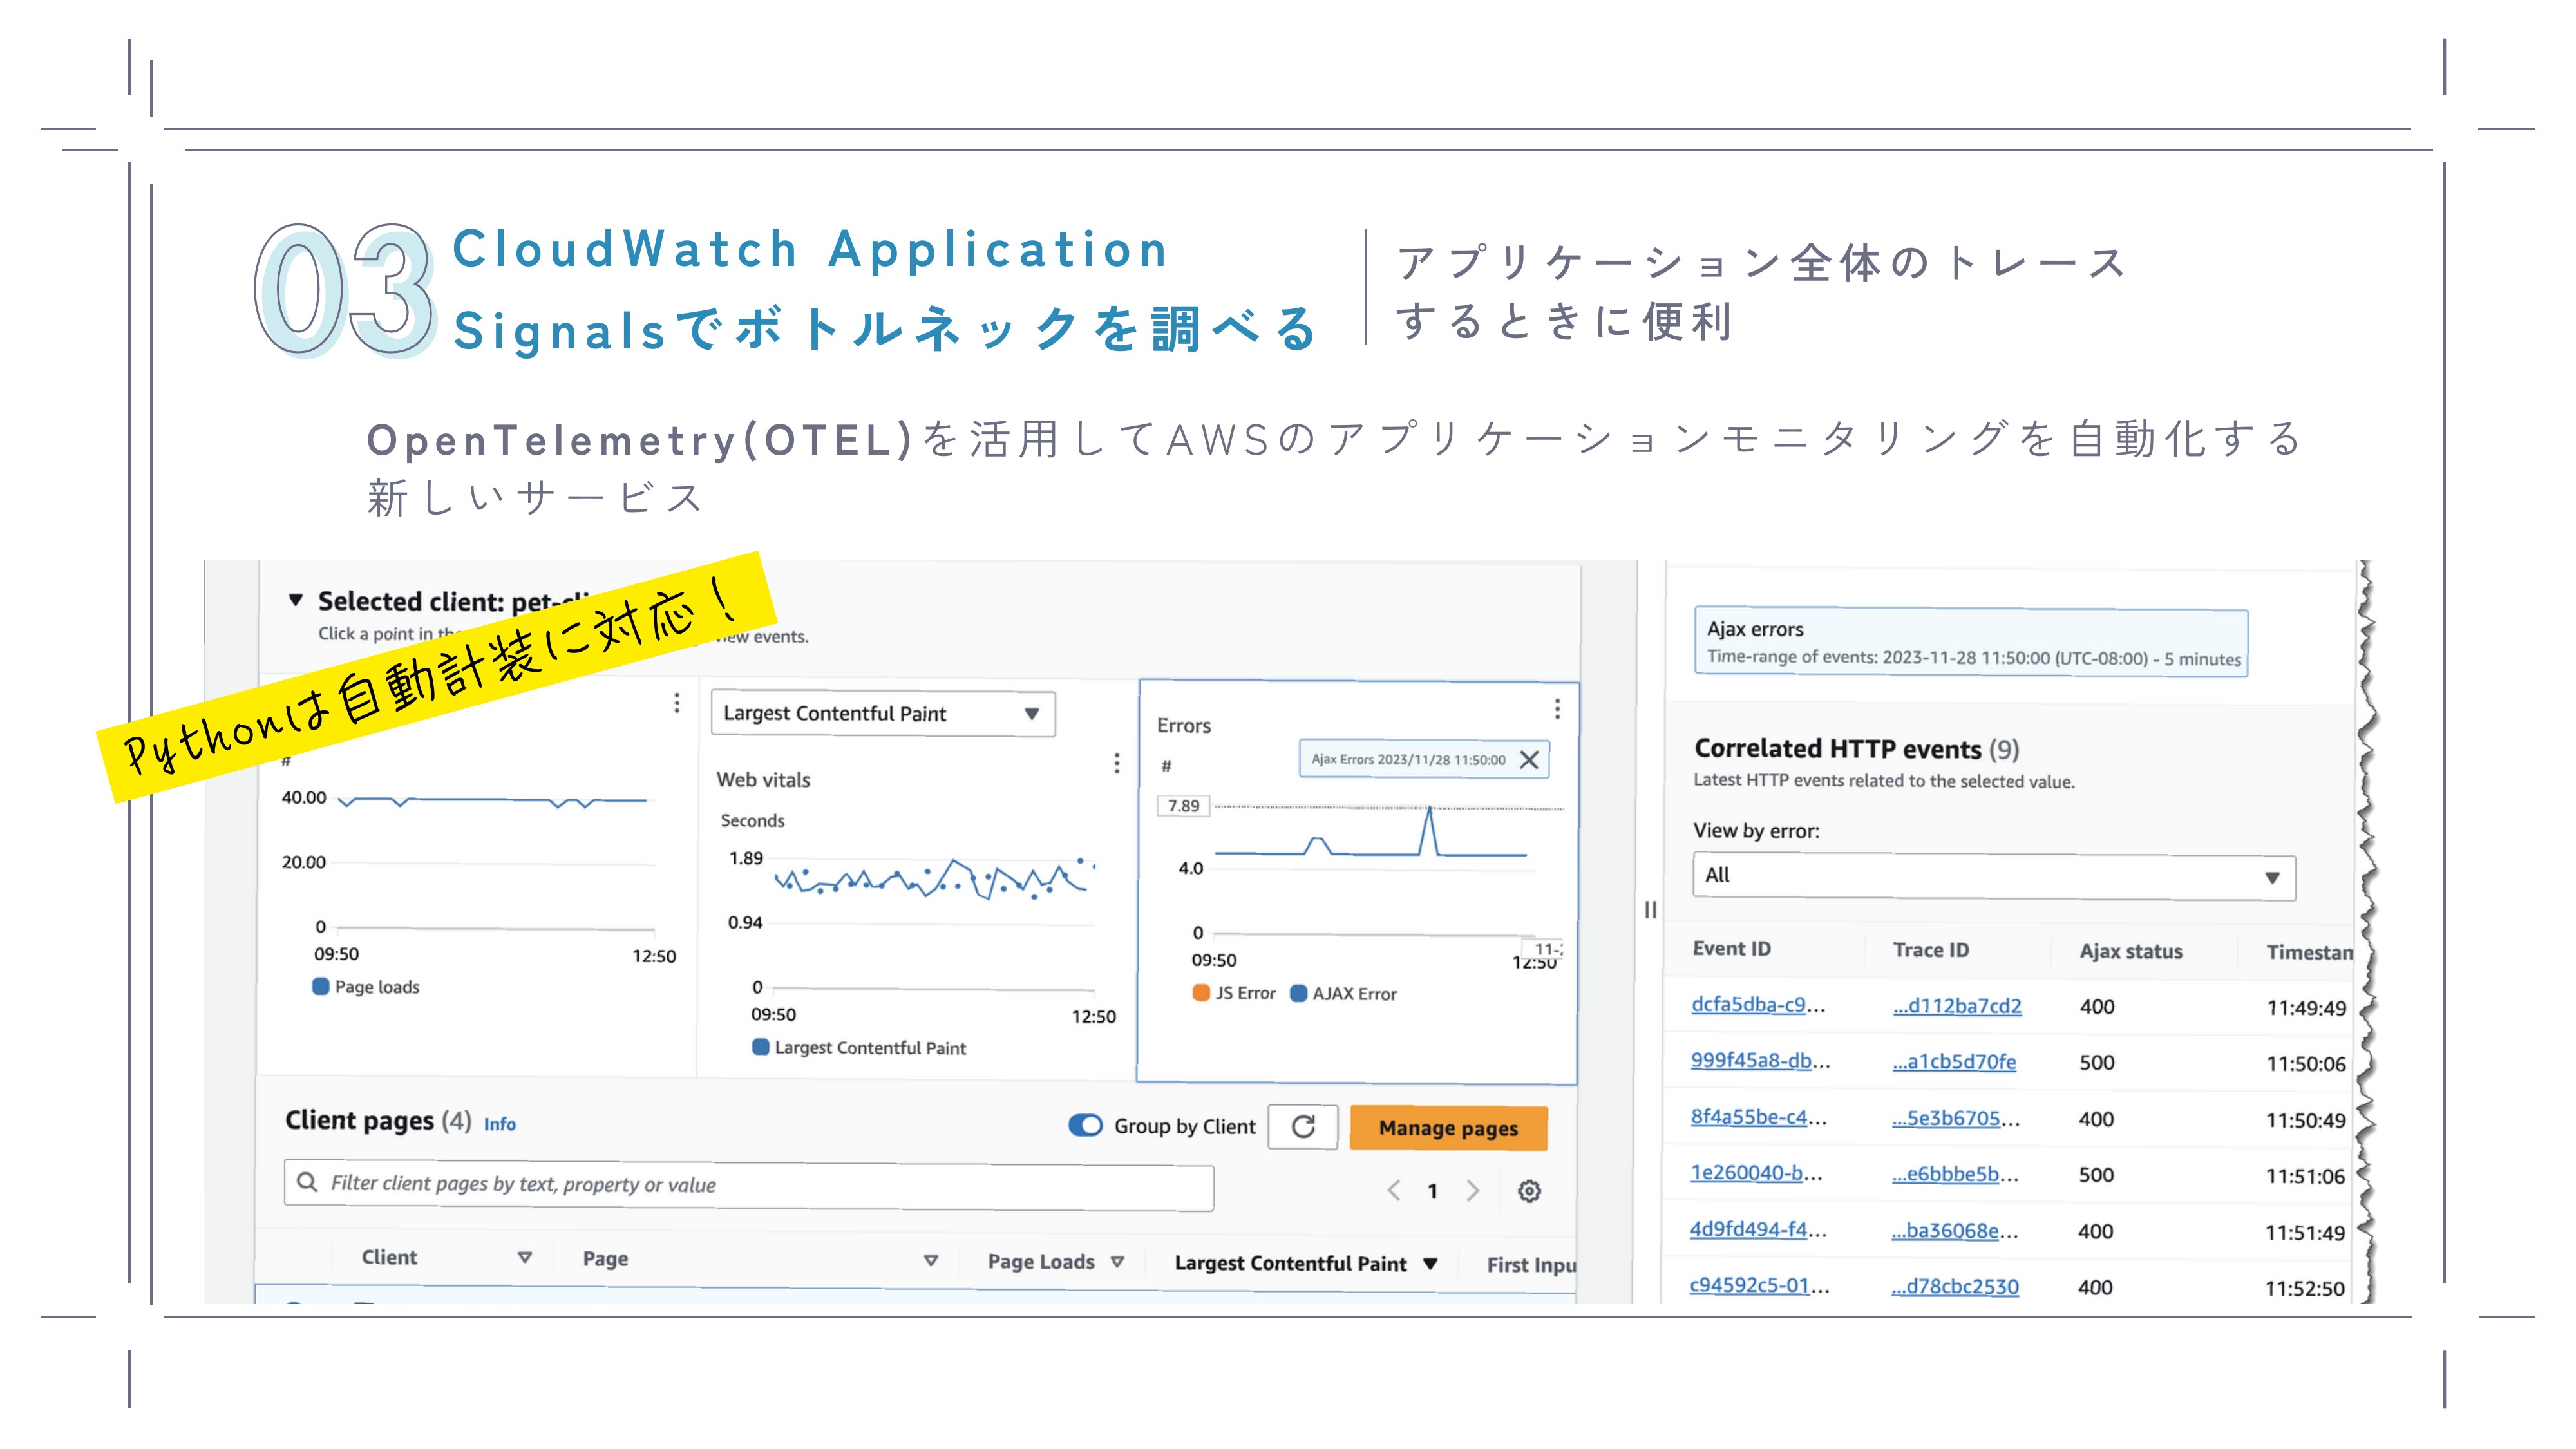 03
CloudWatch Application
Signalsでボトルネックを調べる
アプリケーション全体のトレース
するときに便利
OpenTelemetry(OTEL)を活用してAWSのアプリケーションモニタリングを自動化する
新しいサービス
Pythonは自動計装に対応！
▼ Selected client:
Click a point in
events.
#
40.00
20.00
0
09:50 12:50
Page loads
Largest Contentful Paint
Web vitals
Seconds
1.89
0.94
0
09:50 12:50
Largest Contentful Paint
Errors
#
Ajax Errors 2023/11/28 11:50:00
7.89
4.0
0
09:50 12:50
JS Error AJAX Error
Client pages (4) Info
Group by Client
Manage pages
Filter client pages by text, property or value
1
Client Page Page Loads Largest Contentful Paint First Inpu
Ajax errors
Time-range of events: 2023-11-28 11:50:00 (UTC-08:00) - 5 minutes
Correlated HTTP events (9)
Latest HTTP events related to the selected value.
View by error:
All
Event ID Trace ID Ajax status Timestam
dcfa5dba-c9... ...d112ba7cd2 400 11:49:49
999f45a8-db... ...a1cb5d70fe 500 11:50:06
8f4a55be-c4... ...5e3b6705... 400 11:50:49
1e260040-b... ...e6bbbe5b... 500 11:51:06
4d9fd494-f4... ...ba36068e... 400 11:51:49
c94592c5-01... ...d78cbc2530 400 11:52:50